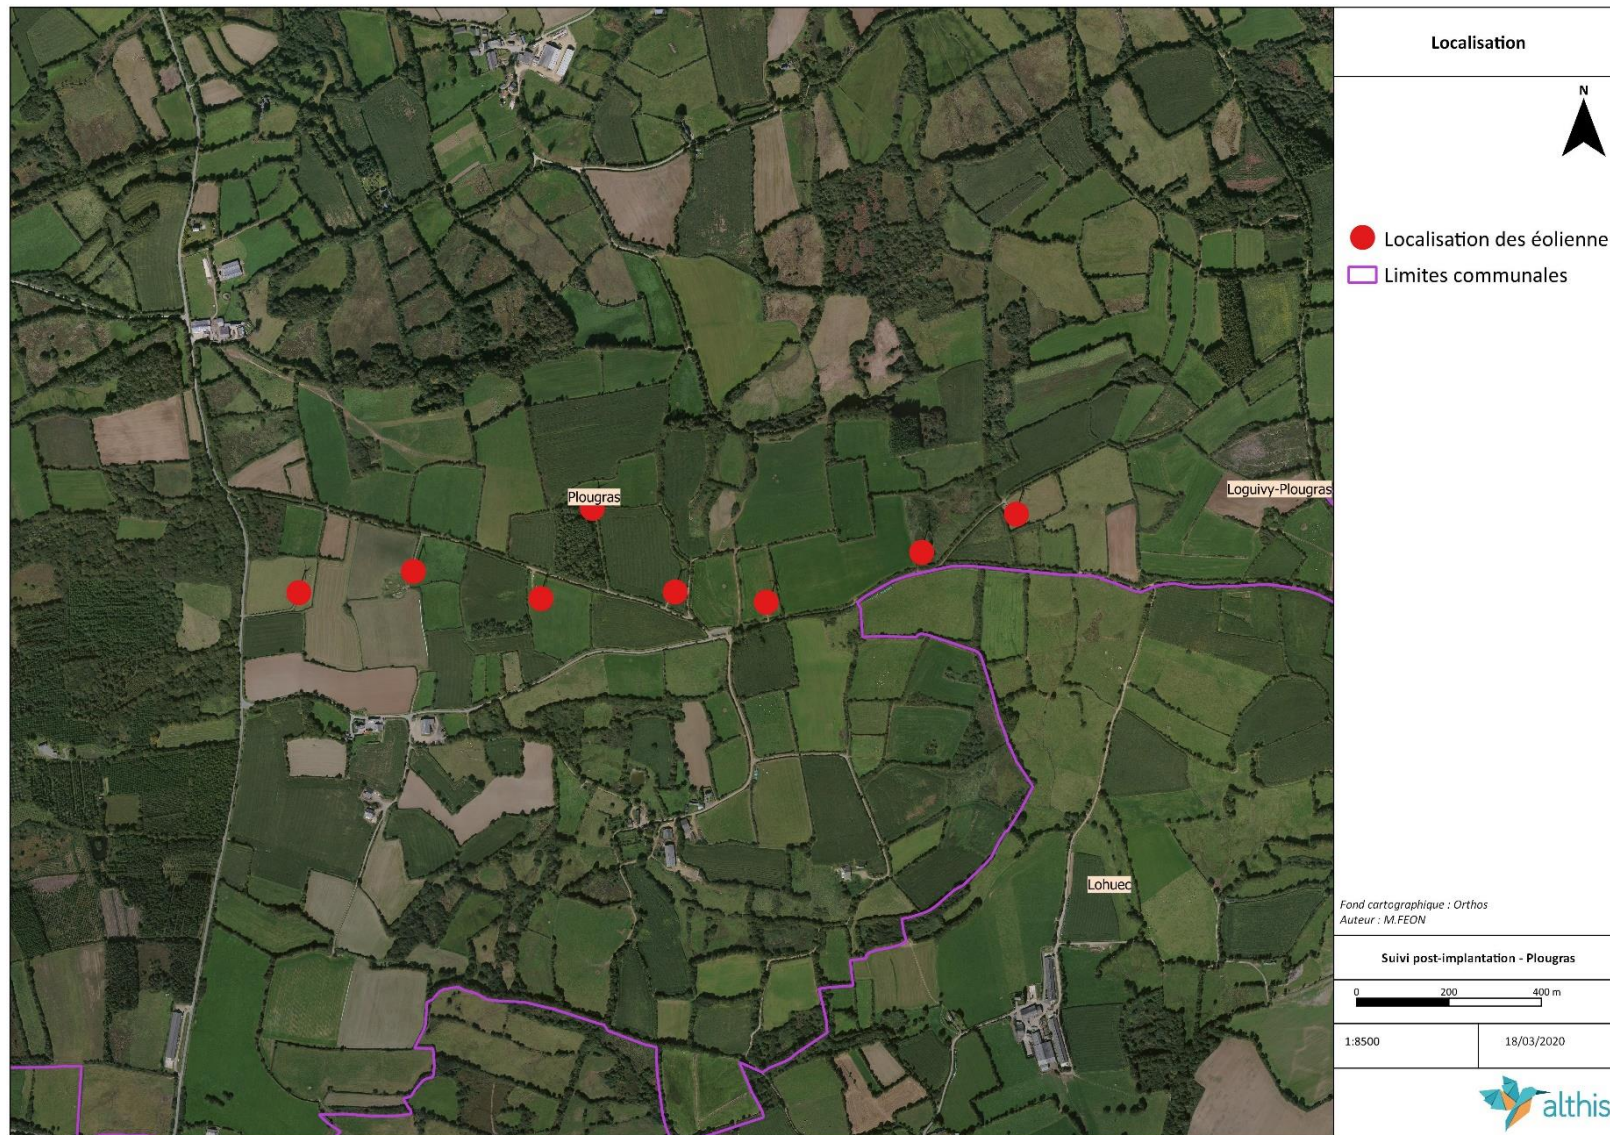 Localisation
N
Localisation des éolienne
Limites communales
Plougras
Loguivy-Plougras
Lohuec
Fond cartographique : Orthos
Auteur : M.FEON
Suivi post-implantation - Plougras
0 200 400 m
1:8500 18/03/2020
althis